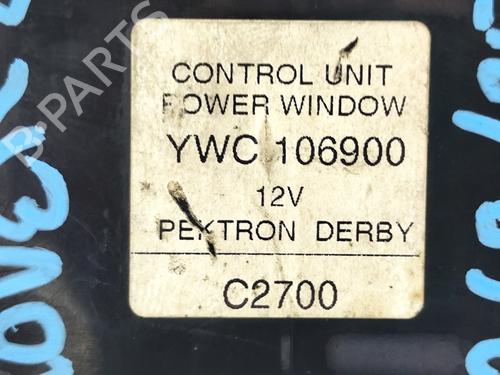 CONTROL UNIT
POWER WINDOW
YWC 106900
12V
PEKTRON DERBY
C2700
B-PARTS